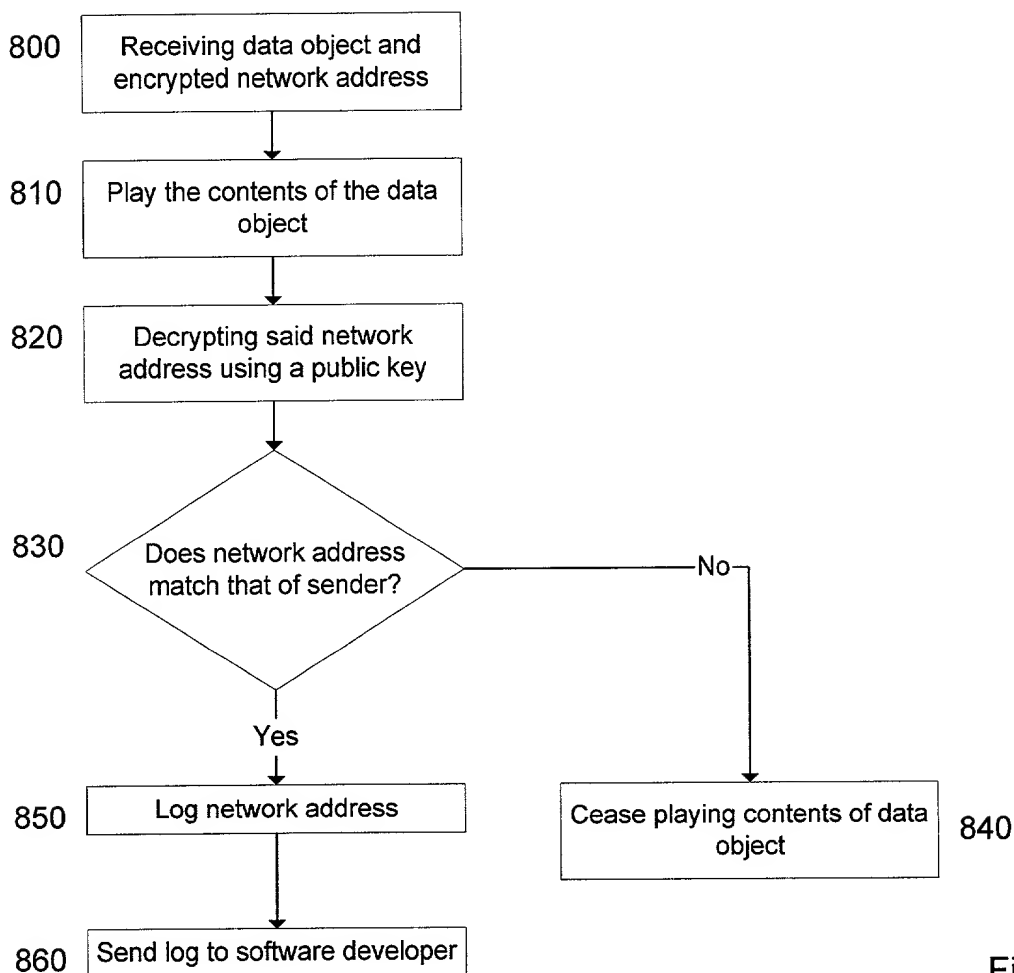 800
Receiving data object and
encrypted network address
810
Play the contents of the data
object
820
Decrypting said network
address using a public key
830
Does network address
match that of sender?
No
Yes
850
Log network address
Cease playing contents of data
object
840
860
Send log to software developer